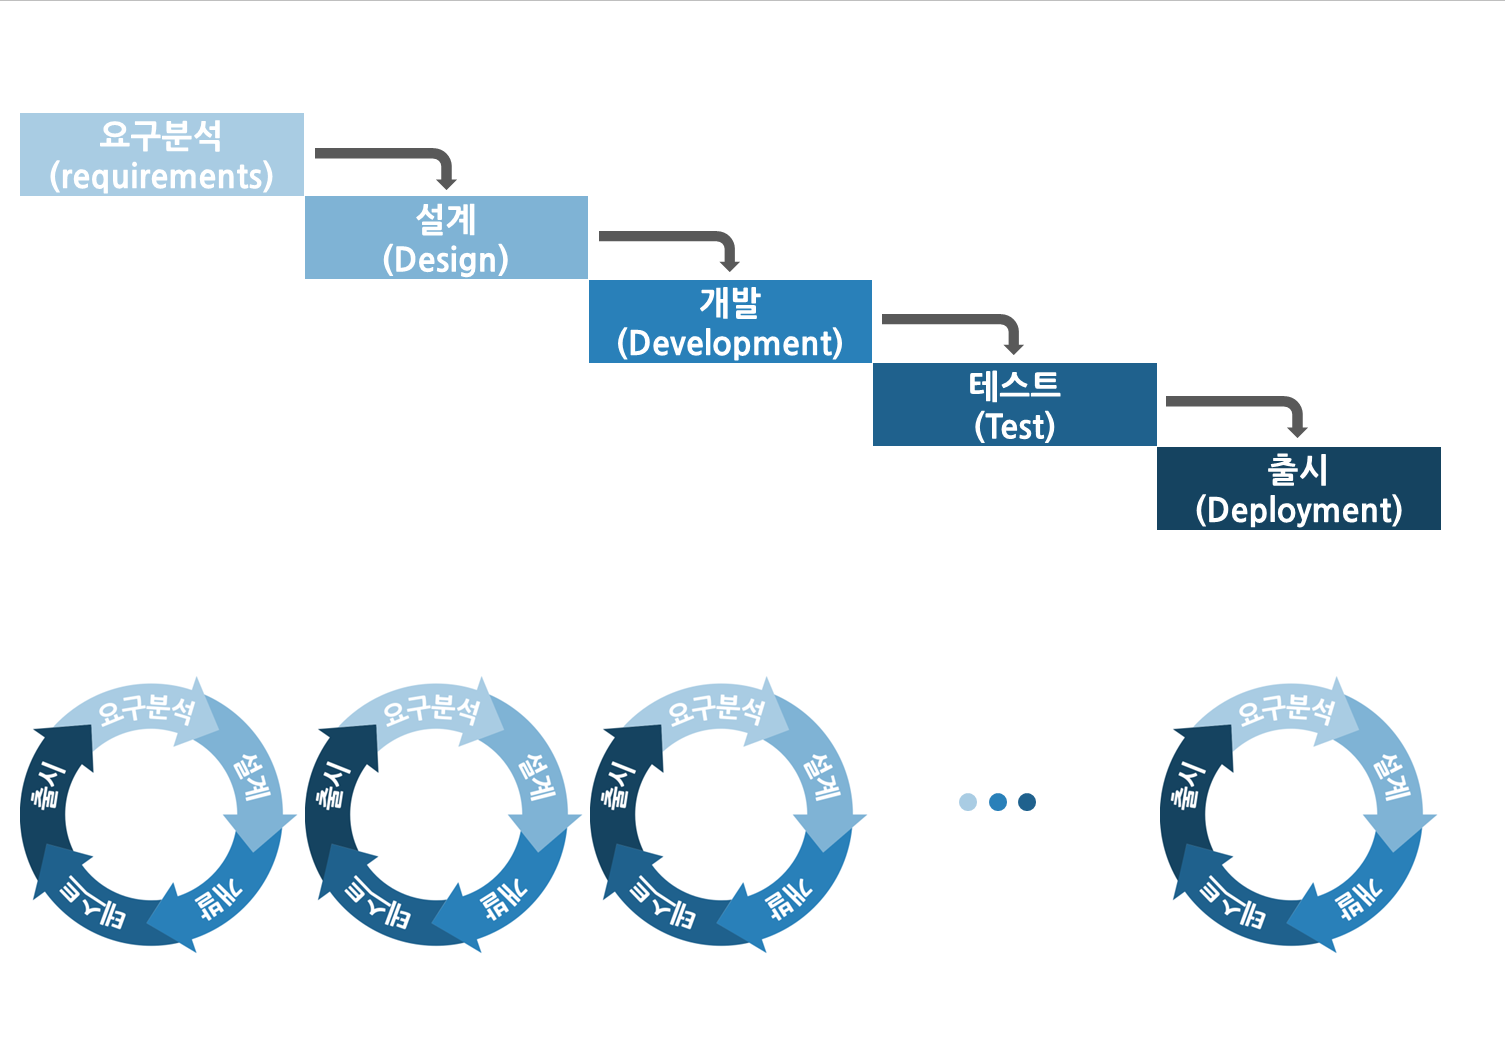 요구분석
(requirements)
설계
(Design)
개발
(Development)
테스트
(Test)
출시
(Deployment)
요구분석
설계
개발
테스트
출시
요구분석
설계
개발
테스트
출시
요구분석
설계
개발
테스트
출시
요구분석
설계
개발
테스트
출시